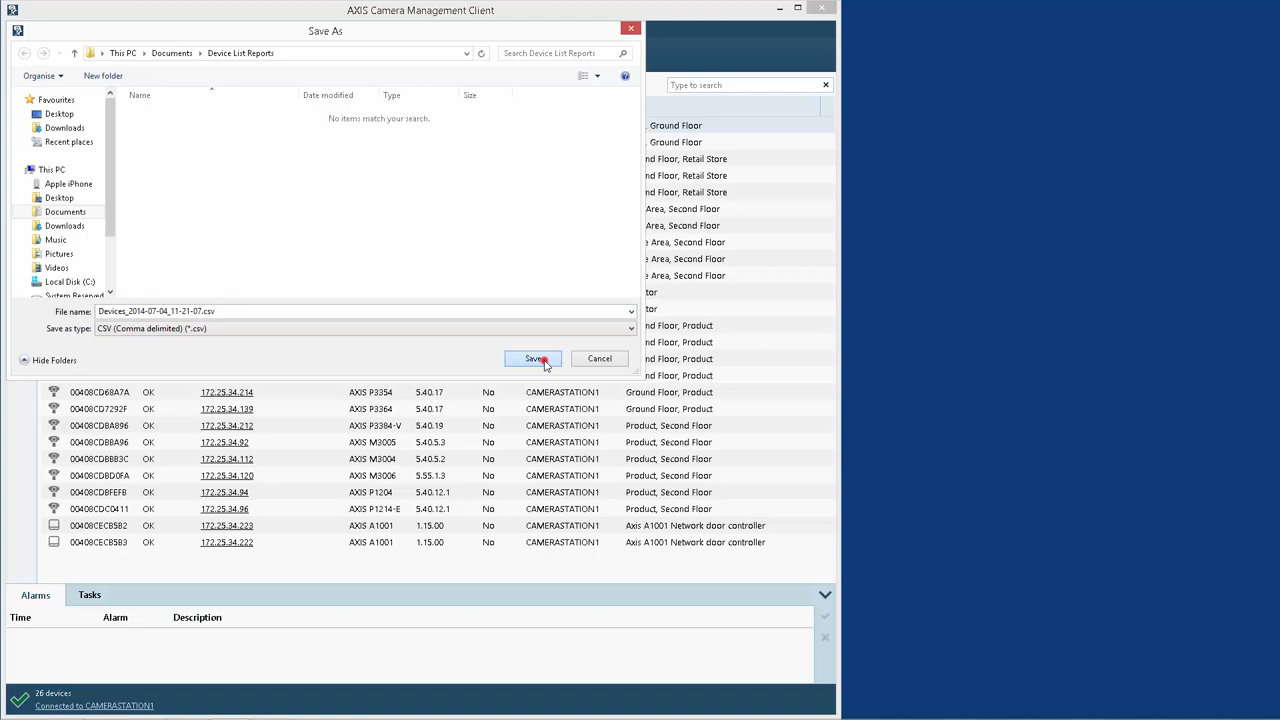 AXIS Camera Management Client
Save As
This PC Documents Device List Reports Search Device List Reports
Organise New folder
Name Date modified Type Size
No items match your search.
Favourites
Desktop
Downloads
Recent places
This PC
Apple iPhone
Desktop
Documents
Downloads
Music
Pictures
Videos
Local Disk (C:)
System Reserved
File name: Devices_2014-07-04_11-21-07.csv
Save as type: CSV (Comma delimited) (*.csv)
Hide Folders Save Cancel
Type to search
, Ground Floor
, Ground Floor
nd Floor, Retail Store
nd Floor, Retail Store
nd Floor, Retail Store
Area, Second Floor
Area, Second Floor
e Area, Second Floor
e Area, Second Floor
e Area, Second Floor
tor
tor
nd Floor, Product
nd Floor, Product
nd Floor, Product
nd Floor, Product
00408CD68A7A OK 172.25.34.214 AXIS P3354 5.40.17 No CAMERASTATION1 Ground Floor, Product
00408CD7292F OK 172.25.34.139 AXIS P3364 5.40.17 No CAMERASTATION1 Ground Floor, Product
00408CDBA896 OK 172.25.34.212 AXIS P3384-V 5.40.19 No CAMERASTATION1 Product, Second Floor
00408CDBBA96 OK 172.25.34.92 AXIS M3005 5.40.5.3 No CAMERASTATION1 Product, Second Floor
00408CDBBB3C OK 172.25.34.112 AXIS M3004 5.40.5.2 No CAMERASTATION1 Product, Second Floor
00408CDBD0FA OK 172.25.34.120 AXIS M3006 5.55.1.3 No CAMERASTATION1 Product, Second Floor
00408CDBFEFB OK 172.25.34.94 AXIS P1204 5.40.12.1 No CAMERASTATION1 Product, Second Floor
00408CDC0411 OK 172.25.34.96 AXIS P1214-E 5.40.12.1 No CAMERASTATION1 Product, Second Floor
00408CECB5B2 OK 172.25.34.223 AXIS A1001 1.15.00 No CAMERASTATION1 Axis A1001 Network door controller
00408CECB5B3 OK 172.25.34.222 AXIS A1001 1.15.00 No CAMERASTATION1 Axis A1001 Network door controller
Alarms Tasks
Time Alarm Description
26 devices
Connected to CAMERASTATION1